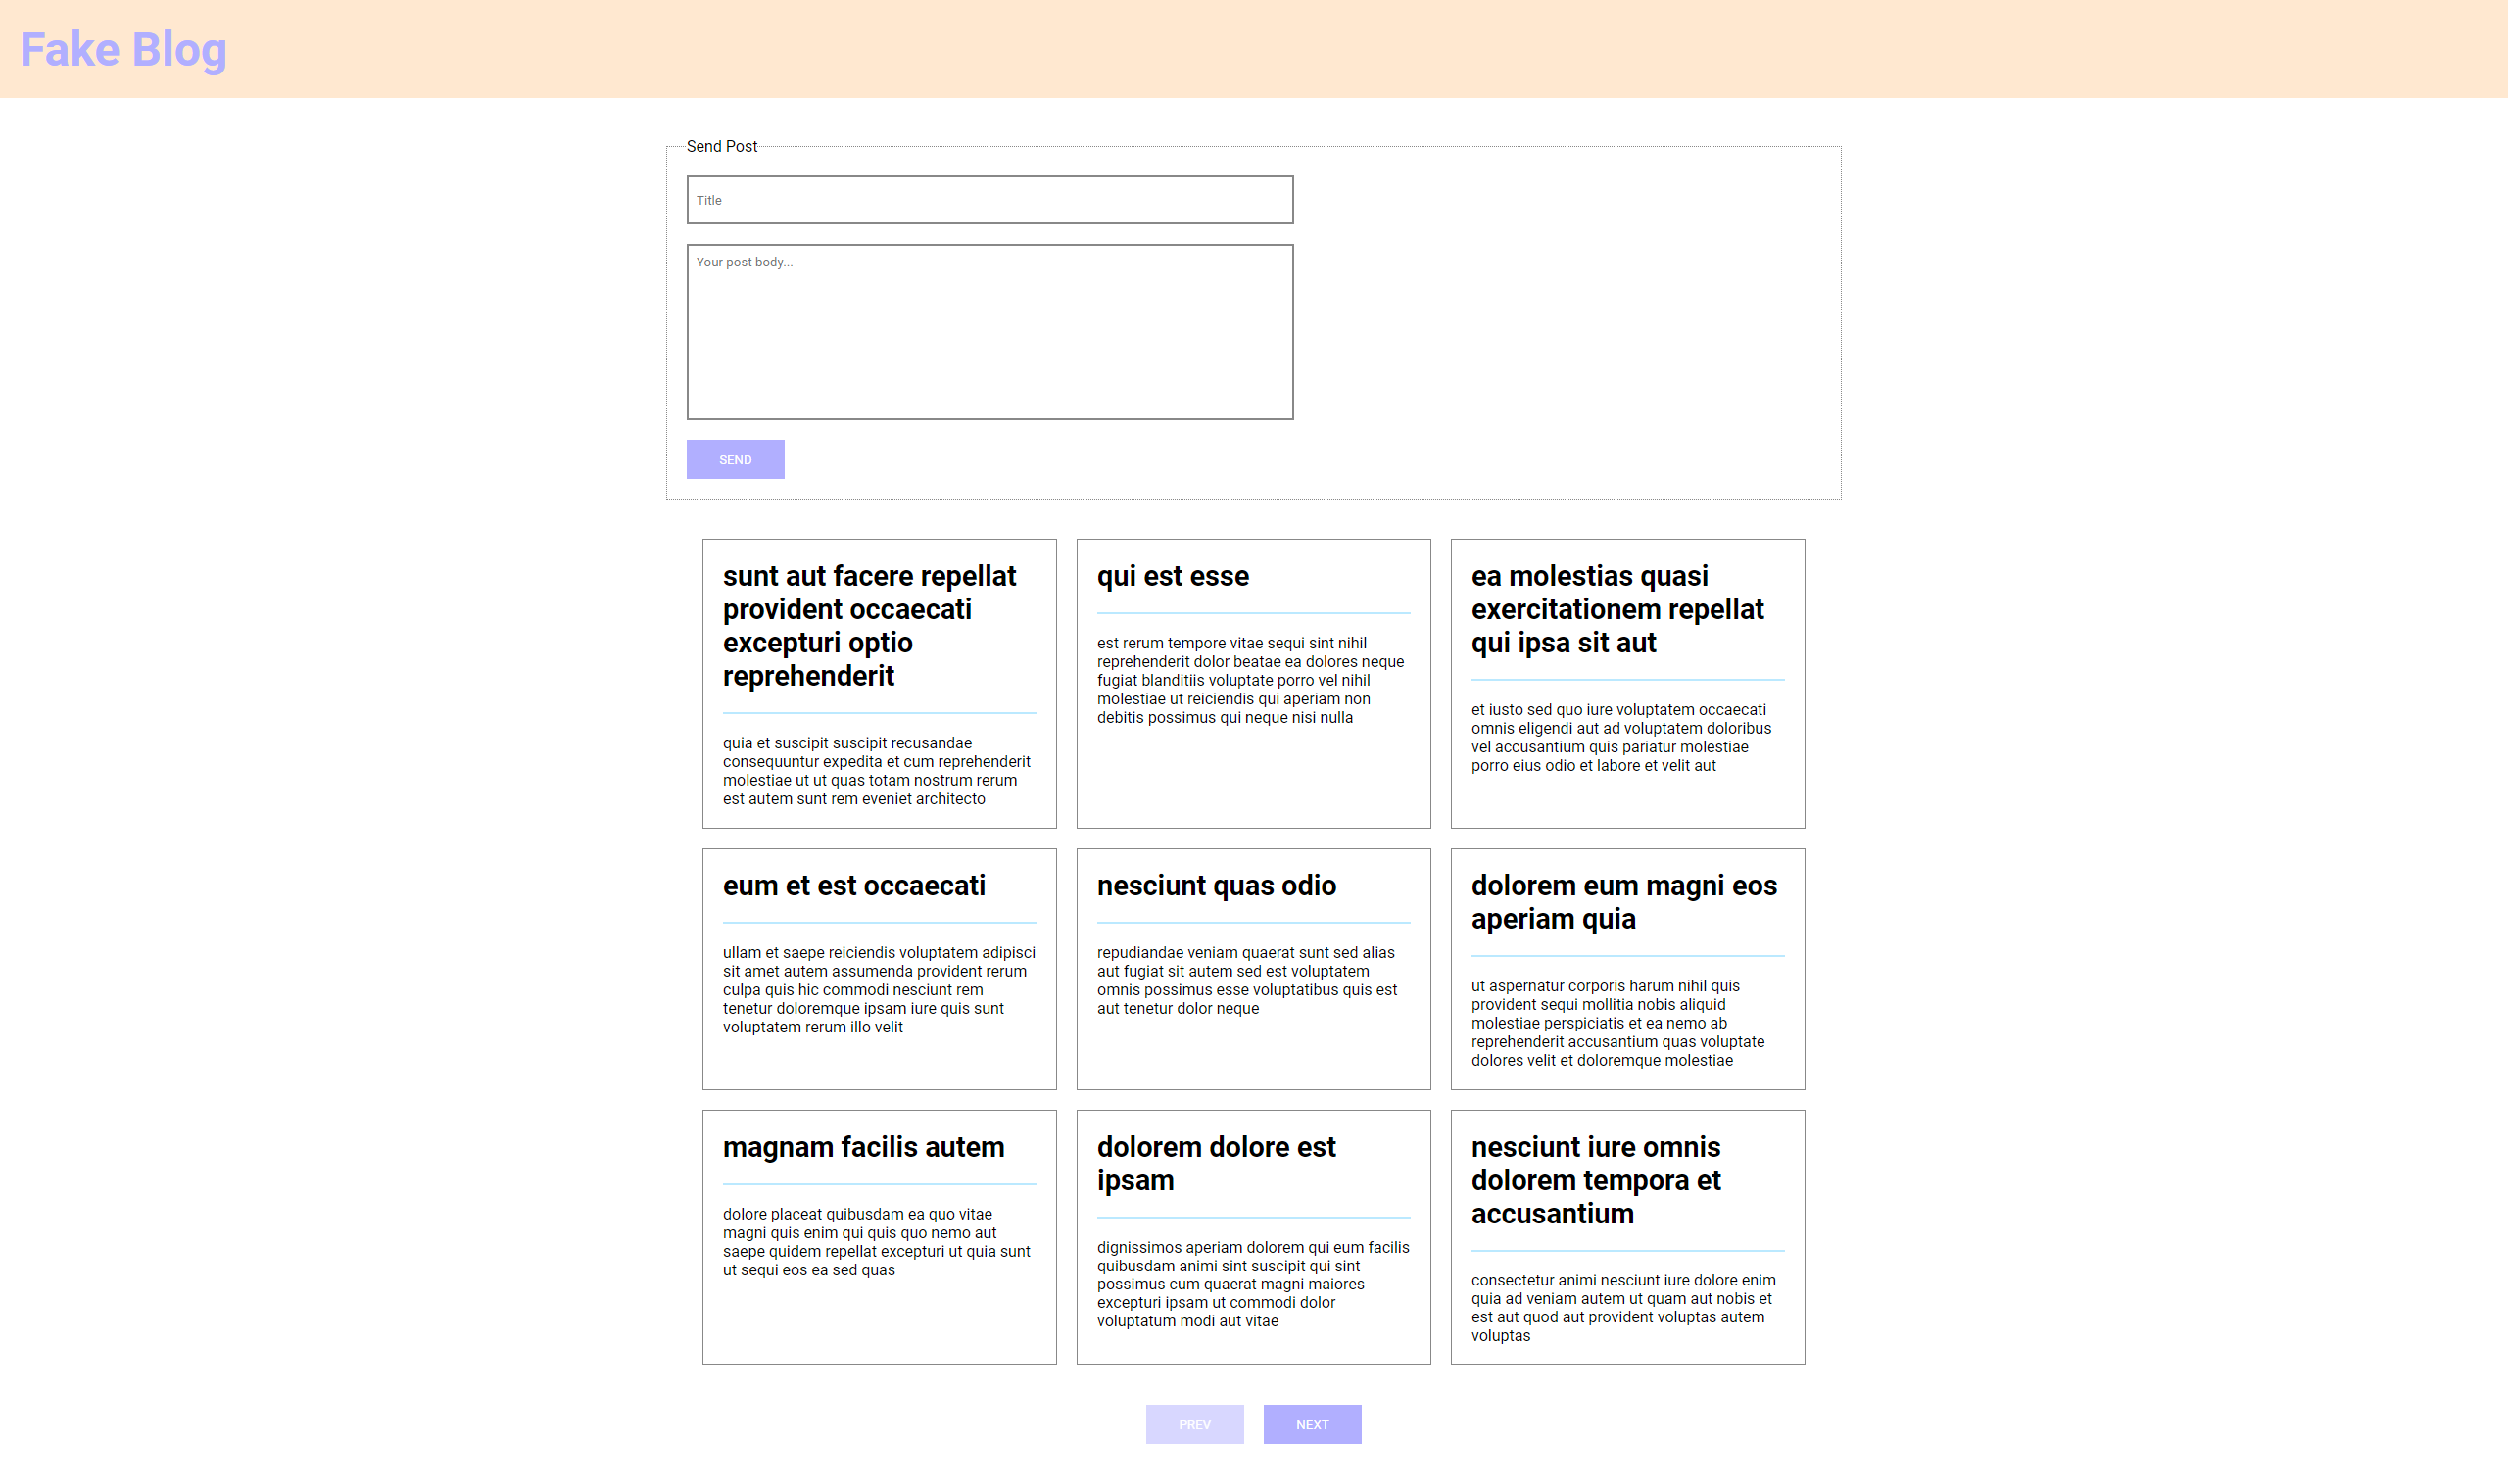 Fake Blog
Send Post
Title
Your post body...
SEND
sunt aut facere repellat
provident occaecati
excepturi optio
reprehenderit
quia et suscipit suscipit recusandae
consequuntur expedita et cum reprehenderit
molestiae ut ut quas totam nostrum rerum
est autem sunt rem eveniet architecto
qui est esse
est rerum tempore vitae sequi sint nihil
reprehenderit dolor beatae ea dolores neque
fugiat blanditiis voluptate porro vel nihil
molestiae ut reiciendis qui aperiam non
debitis possimus qui neque nisi nulla
ea molestias quasi
exercitationem repellat
qui ipsa sit aut
et iusto sed quo iure voluptatem occaecati
omnis eligendi aut ad voluptatem doloribus
vel accusantium quis pariatur molestiae
porro eius odio et labore et velit aut
eum et est occaecati
ullam et saepe reiciendis voluptatem adipisci
sit amet autem assumenda provident rerum
culpa quis hic commodi nesciunt rem
tenetur doloremque ipsam iure quis sunt
voluptatem rerum illo velit
nesciunt quas odio
repudiandae veniam quaerat sunt sed alias
aut fugiat sit autem sed est voluptatem
omnis possimus esse voluptatibus quis est
aut tenetur dolor neque
dolorem eum magni eos
aperiam quia
ut aspernatur corporis harum nihil quis
provident sequi mollitia nobis aliquid
molestiae perspiciatis et ea nemo ab
reprehenderit accusantium quas voluptate
dolores velit et doloremque molestiae
magnam facilis autem
dolore placeat quibusdam ea quo vitae
magni quis enim qui quis quo nemo aut
saepe quidem repellat excepturi ut quia sunt
ut sequi eos ea sed quas
dolorem dolore est
ipsam
dignissimos aperiam dolorem qui eum facilis
quibusdam animi sint suscipit qui sint
possimus cum quaerat magni maiores
excepturi ipsam ut commodi dolor
voluptatum modi aut vitae
nesciunt iure omnis
dolorem tempora et
accusantium
consectetur animi nesciunt iure dolore enim
quia ad veniam autem ut quam aut nobis et
est aut quod aut provident voluptas autem
voluptas
PREV
NEXT